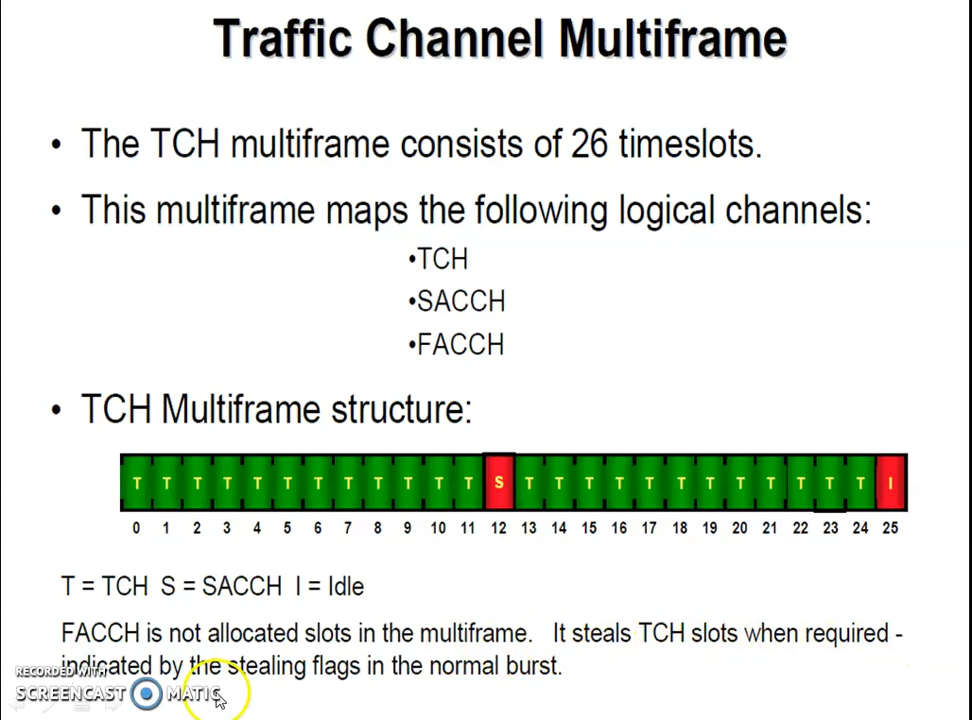 Traffic Channel Multiframe
• The TCH multiframe consists of 26 timeslots.
• This multiframe maps the following logical channels:
•TCH
•SACCH
•FACCH
• TCH Multiframe structure:
T T T T T T T T T T T T S T T T T T T T T T T T T I
0 1 2 3 4 5 6 7 8 9 10 11 12 13 14 15 16 17 18 19 20 21 22 23 24 25
T = TCH S = SACCH I = Idle
FACCH is not allocated slots in the multiframe. It steals TCH slots when required -
indicated by the stealing flags in the normal burst.
RECORDED WITH
SCREENCAST MATIC